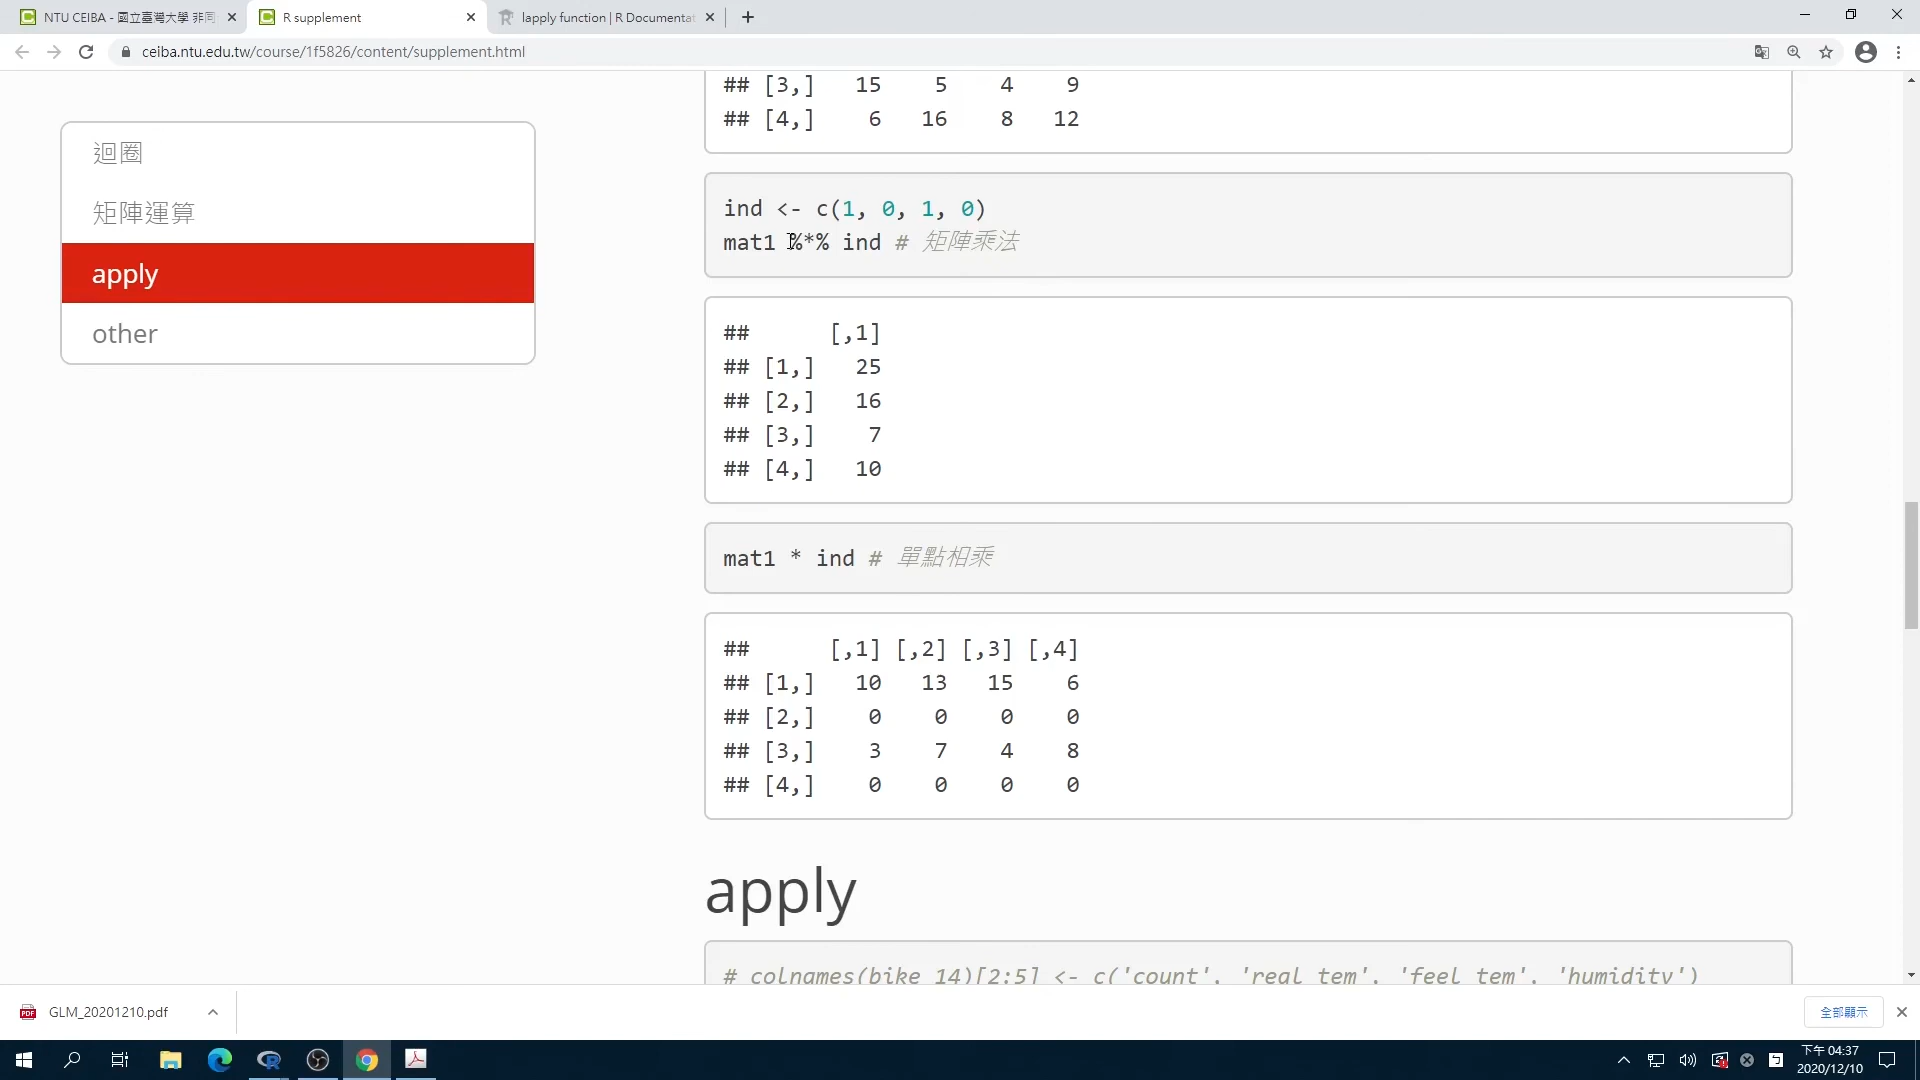 NTU CEIBA - 國立臺灣大學 非同
R supplement
lapply function | R Documentat
ceiba.ntu.edu.tw/course/1f5826/content/supplement.html
迴圈
矩陣運算
apply
other
## [3,]   15    5    4    9
## [4,]    6   16    8   12
ind <- c(1, 0, 1, 0)
mat1 %*% ind # 矩陣乘法
##      [,1]
## [1,]   25
## [2,]   16
## [3,]    7
## [4,]   10
mat1 * ind # 單點相乘
##      [,1] [,2] [,3] [,4]
## [1,]   10   13   15    6
## [2,]    0    0    0    0
## [3,]    3    7    4    8
## [4,]    0    0    0    0
apply
# colnames(bike_14)[2:5] <- c('count', 'real_tem', 'feel_tem', 'humidity')
GLM_20201210.pdf
全部顯示
下午 04:37
2020/12/10